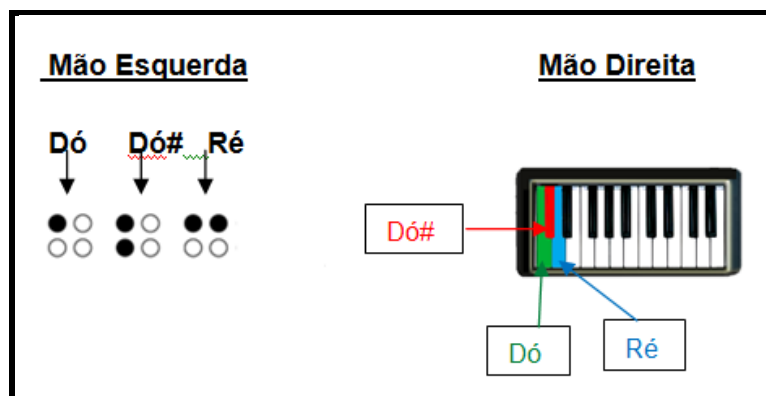 Mão Esquerda
Mão Direita
Dó Dó# Ré
Dó#
Dó
Ré